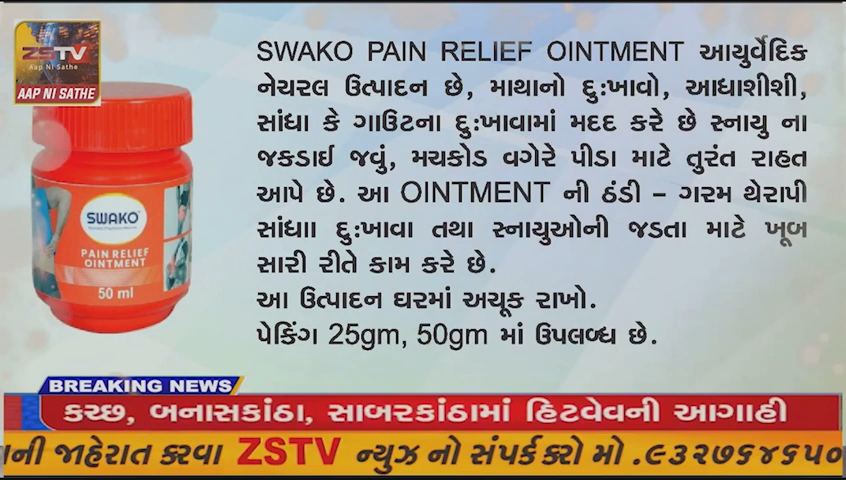 ZSTV
Aap Ni Sathe
AAP NI SATHE
SWAKO PAIN RELIEF OINTMENT આયુર્વેદિક
નેચરલ ઉત્પાદન છે, માથાનો દુઃખાવો, આધાશીશી,
સાંધા કે ગાઉટના દુઃખાવામાં મદદ કરે છે સ્નાયુ ના
જકડાઈ જવું, મચકોડ વગેરે પીડા માટે તુરંત રાહત
આપે છે. આ OINTMENT ની ઠંડી – ગરમ થેરાપી
સાંધાા દુઃખાવા તથા સ્નાયુઓની જડતા માટે ખૂબ
સારી રીતે કામ કરે છે.
આ ઉત્પાદન ઘરમાં અચૂક રાખો.
પેકિંગ 25gm, 50gm માં ઉપલબ્ધ છે.
SWAKO
PAIN RELIEF
OINTMENT
50 ml
BREAKING NEWS
કચ્છ, બનાસકાંઠા, સાબરકાંઠામાં હિટવેવની આગાહી
ની જાહેરાત કરવા ZSTV ન્યુઝ નો સંપર્ક કરો મો .૯૩૨૭૬૪૬૫૦